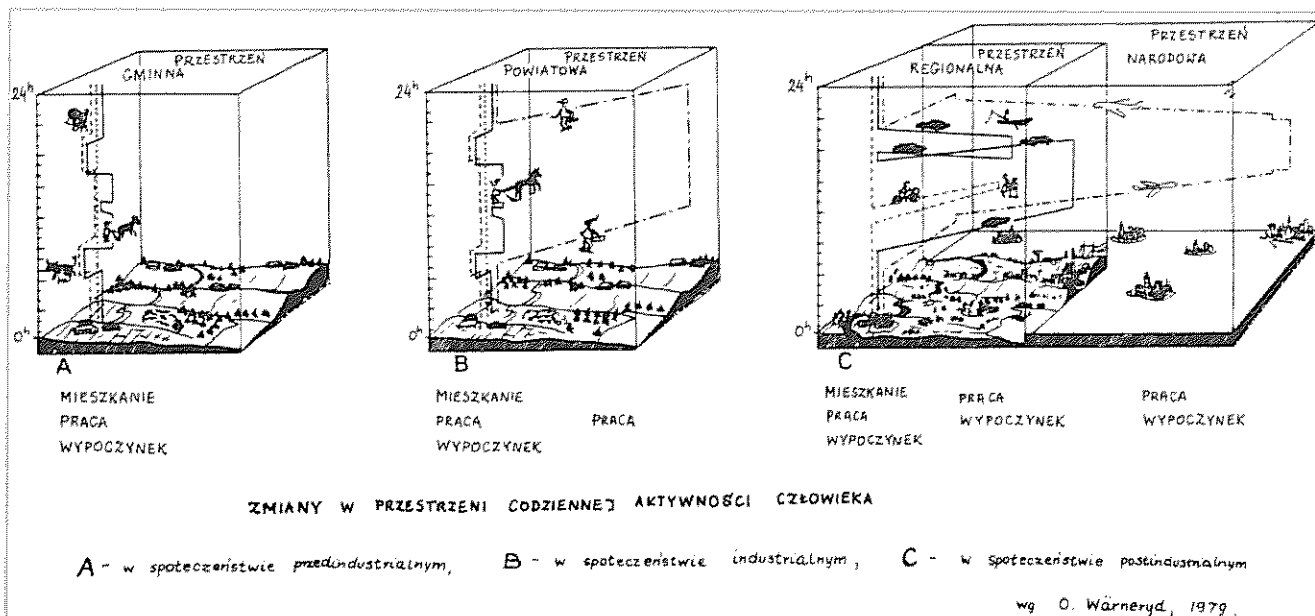 PRZESTRZEŃ
GMINNA
24h
0h
A
MIESZKANIE
PRACA
WYPOCZYNEK
PRZESTRZEŃ
POWIATOWA
24h
0h
B
MIESZKANIE
PRACA PRACA
WYPOCZYNEK
PRZESTRZEŃ
PRZESTRZEŃ
REGIONALNA NARODOWA
24h
0h
C
MIESZKANIE PRACA PRACA
PRACA WYPOCZYNEK WYPOCZYNEK
WYPOCZYNEK
ZMIANY W PRZESTRZENI CODZIENNEJ AKTYWNOŚCI CZŁOWIEKA
A - w społeczeństwie przedindustrialnym, B - w społeczeństwie industrialnym, C - w społeczeństwie postindustrialnym
wg O. Wärneryd, 1979.